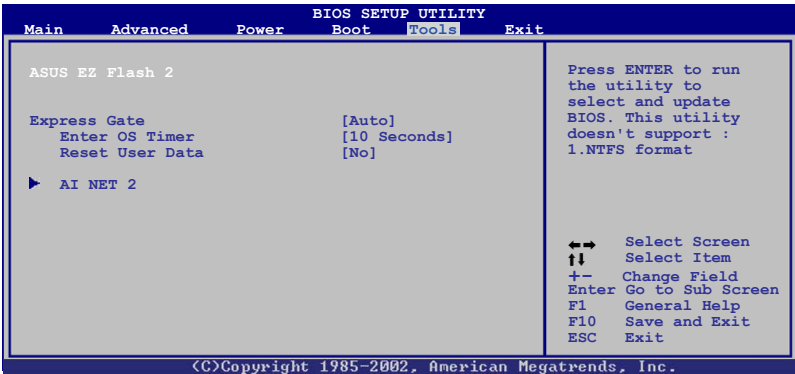 BIOS SETUP UTILITY
Main Advanced Power Boot Tools Exit
ASUS EZ Flash 2
Express Gate [Auto]
Enter OS Timer [10 Seconds]
Reset User Data [No]
AI NET 2
Press ENTER to run
the utility to
select and update
BIOS. This utility
doesn't support :
1.NTFS format
←→ Select Screen
↑↓ Select Item
+- Change Field
Enter Go to Sub Screen
F1 General Help
F10 Save and Exit
ESC Exit
(C)Copyright 1985-2002, American Megatrends, Inc.